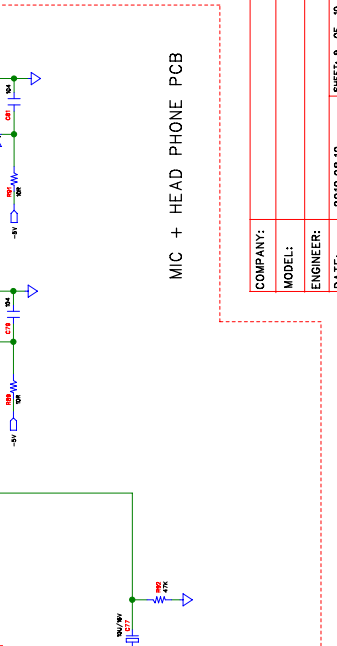 104
C81
R91
10R
-5V
MIC + HEAD PHONE PCB
COMPANY:
MODEL:
ENGINEER:
104
C79
R89
10R
-5V
R92
47K
10U/16V
C77